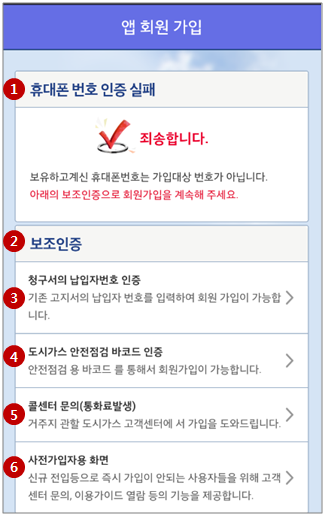 앱 회원 가입
1 휴대폰 번호 인증 실패
죄송합니다.
보유하고계신 휴대폰번호는 가입대상 번호가 아닙니다.
아래의 보조인증으로 회원가입을 계속해 주세요.
2 보조인증
청구서의 납입자번호 인증
3 기존 고지서의 납입자 번호를 입력하여 회원 가입이 가능합
니다.
4 도시가스 안전점검 바코드 인증
안전점검 용 바코드 를 통해서 회원가입이 가능합니다.
콜센터 문의(통화료발생)
5 거주지 관할 도시가스 고객센터에 서 가입을 도와드립니다.
6 사전가입자용 화면
신규 전입등으로 즉시 가입이 안되는 사용자들을 위해 고객
센터 문의, 이용가이드 열람 등의 기능을 제공합니다.